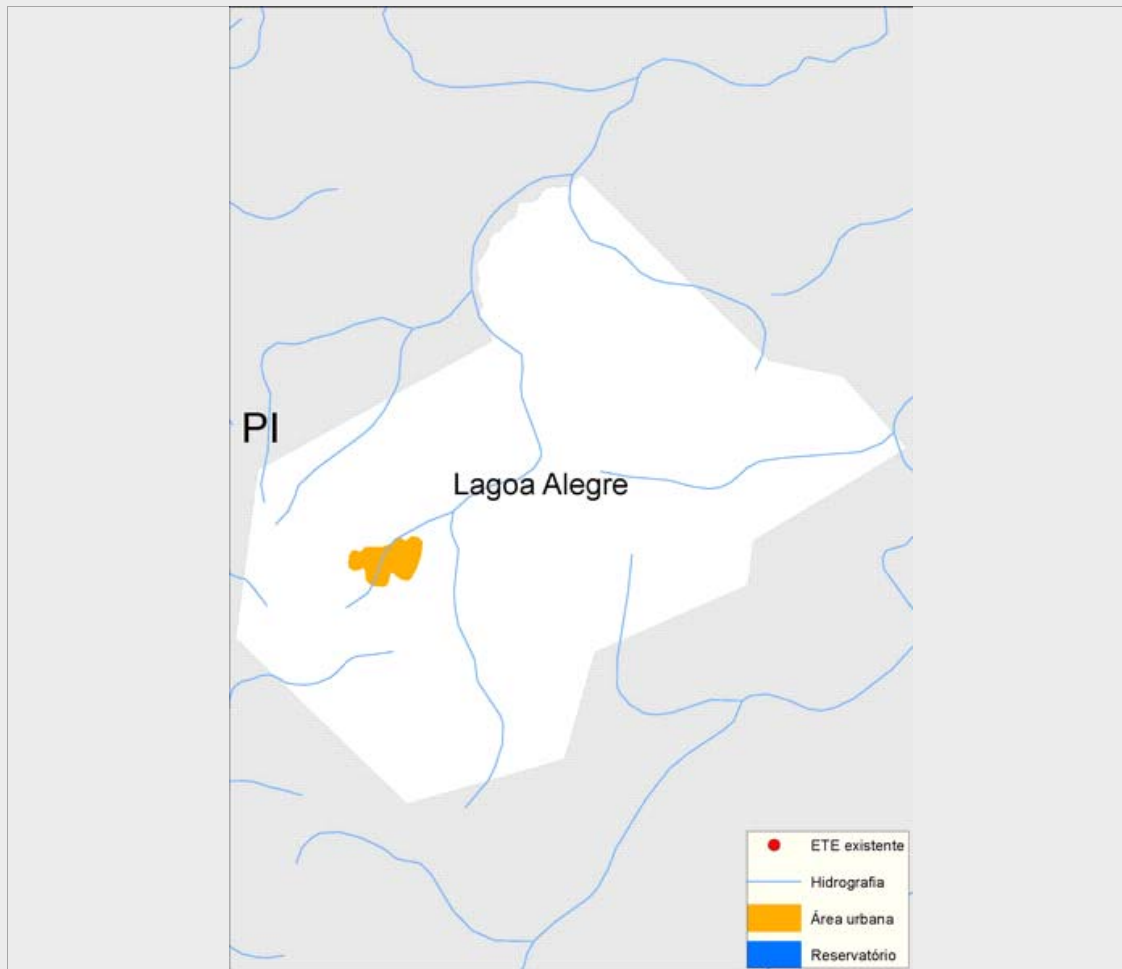 PI
Lagoa Alegre
ETE existente
Hidrografia
Área urbana
Reservatório